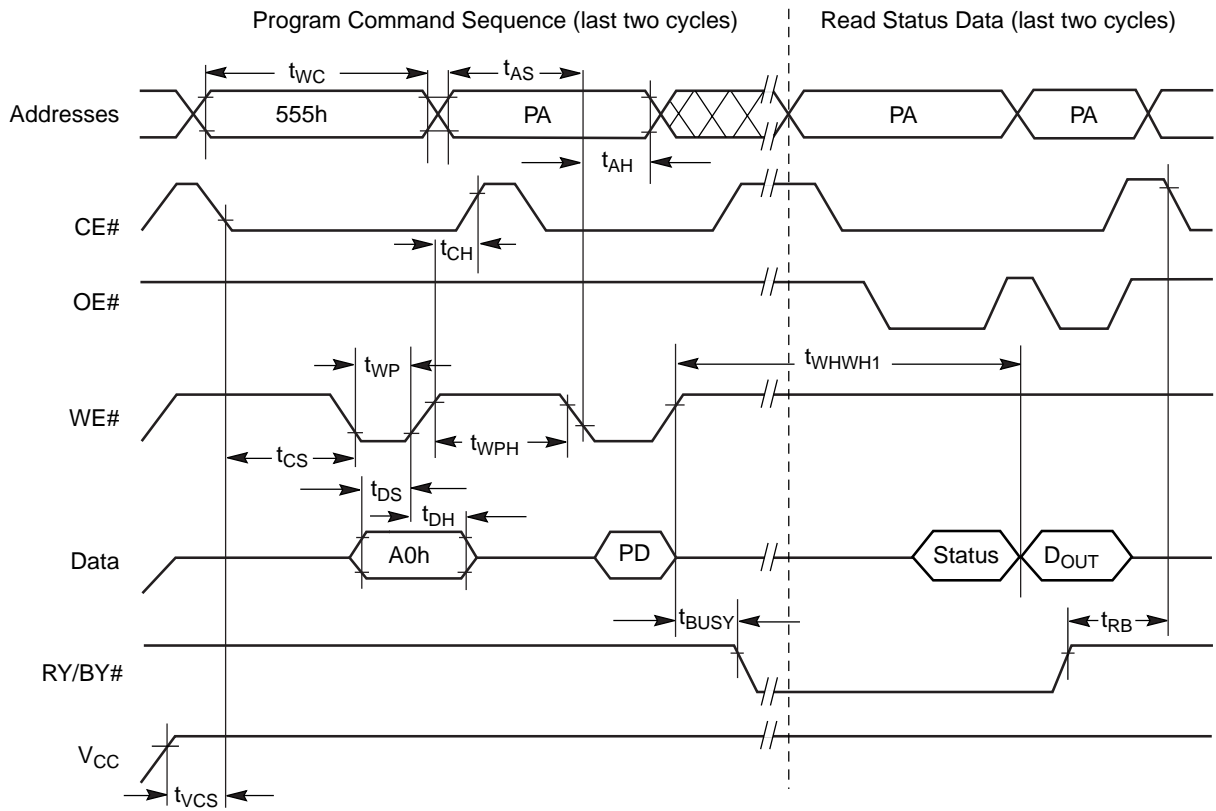 Program Command Sequence (last two cycles) Read Status Data (last two cycles)
tWC tAS
Addresses 555h PA PA PA
tAH
CE#
tCH
OE#
tWP tWHWH1
WE#
tCS tWPH
tDS
tDH
Data A0h PD Status DOUT
tBUSY tRB
RY/BY#
VCC
tVCS